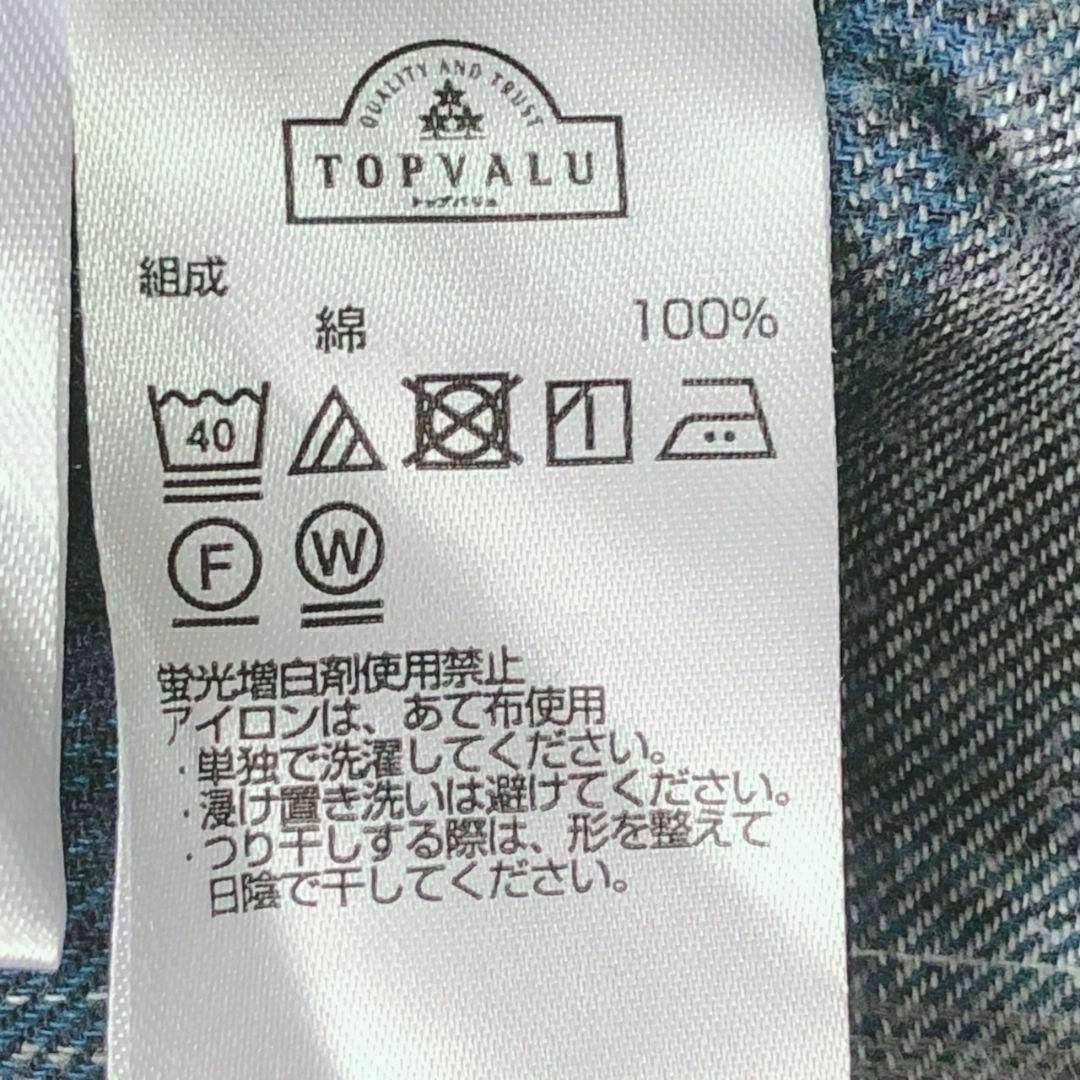 QUALITY AND TRUST
TOPVALU
トップバリュ
組成
綿 100%
40
F W
蛍光増白剤使用禁止
アイロンは、あて布使用
・単独で洗濯してください。
・浸け置き洗いは避けてください。
・つり干しする際は、形を整えて
日陰で干してください。